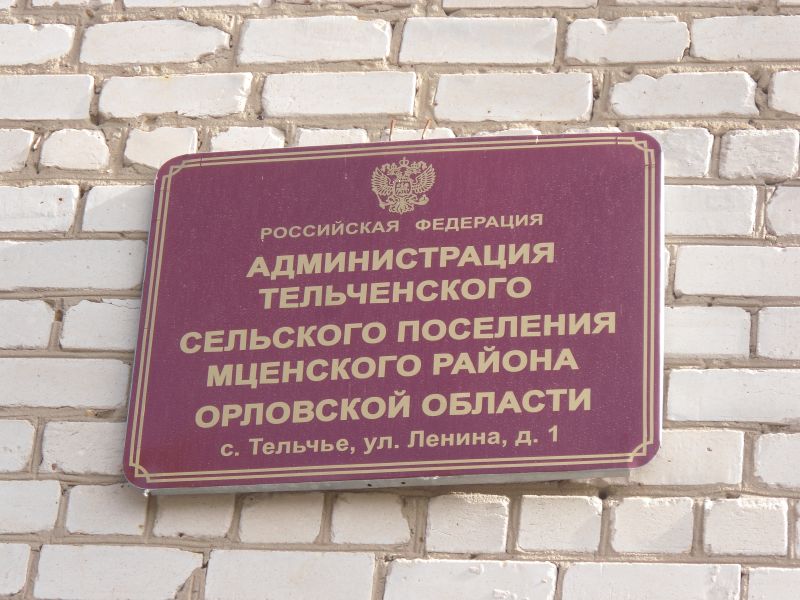 РОССИЙСКАЯ ФЕДЕРАЦИЯ
АДМИНИСТРАЦИЯ
ТЕЛЬЧЕНСКОГО
СЕЛЬСКОГО ПОСЕЛЕНИЯ
МЦЕНСКОГО РАЙОНА
ОРЛОВСКОЙ ОБЛАСТИ
с. Тельчье, ул. Ленина, д. 1